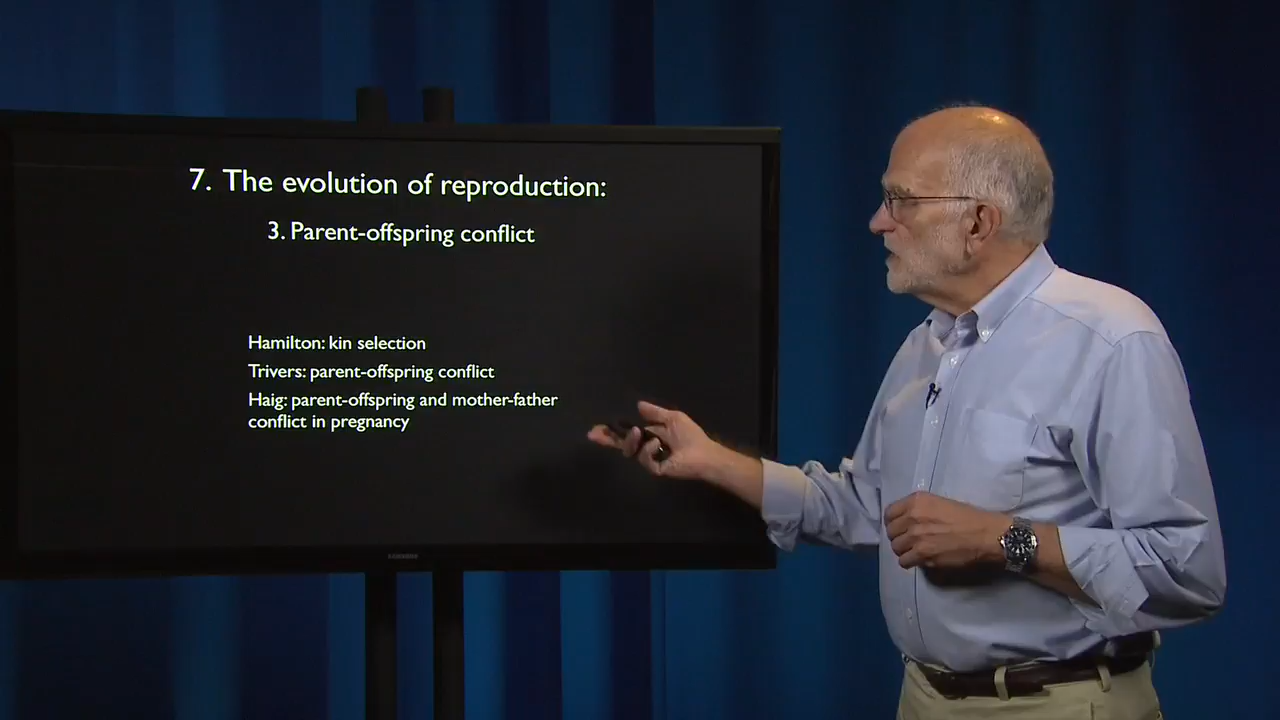 7. The evolution of reproduction:
3. Parent-offspring conflict
Hamilton: kin selection
Trivers: parent-offspring conflict
Haig: parent-offspring and mother-father
conflict in pregnancy
SAMSUNG